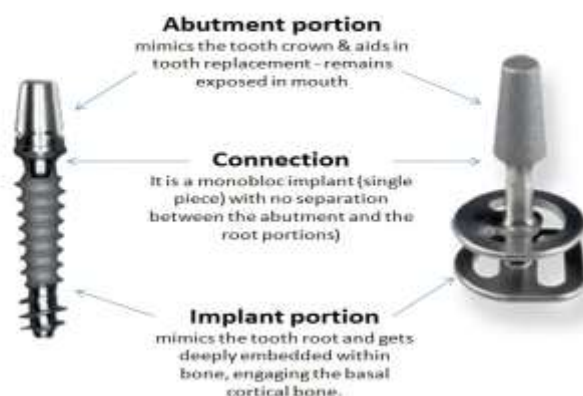 Abutment portion
mimics the tooth crown & aids in
tooth replacement - remains
exposed in mouth
Connection
It is a monobloc implant (single
piece) with no separation
between the abutment and the
root portions)
Implant portion
mimics the tooth root and gets
deeply embedded within
bone, engaging the basal
cortical bone.